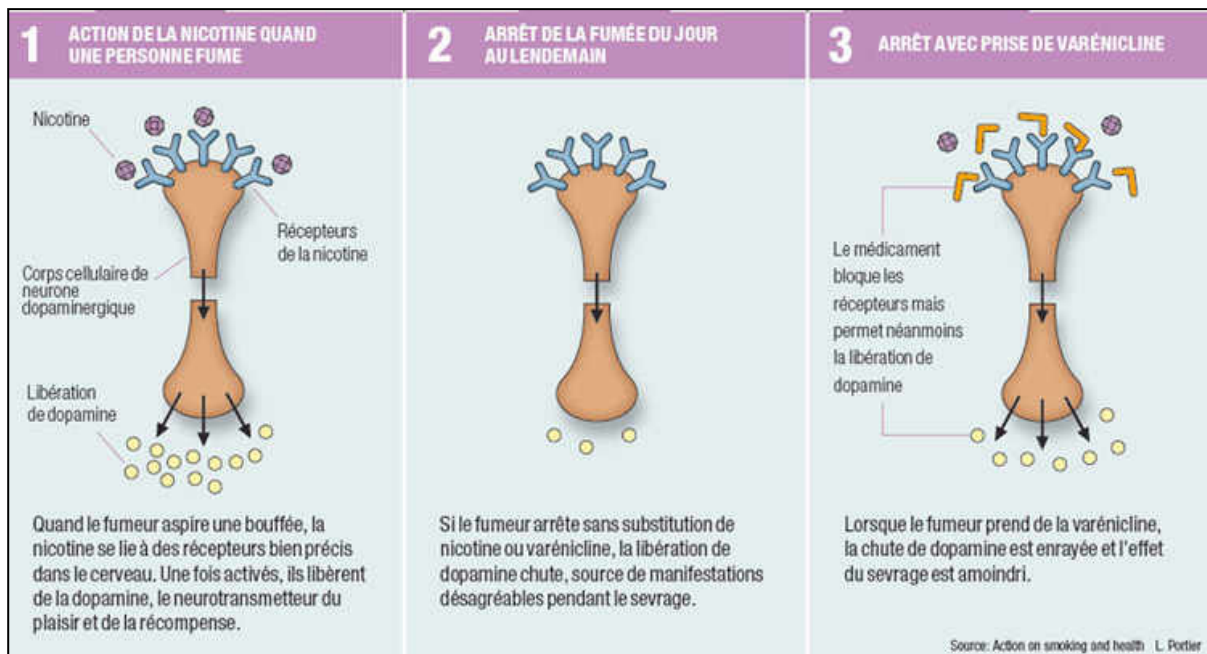 1 ACTION DE LA NICOTINE QUAND
UNE PERSONNE FUME
Nicotine
Récepteurs
de la nicotine
Corps cellulaire de
neurone
dopaminergique
Libération
de dopamine
Quand le fumeur aspire une bouffée, la
nicotine se lie à des récepteurs bien précis
dans le cerveau. Une fois activés, ils libèrent
de la dopamine, le neurotransmetteur du
plaisir et de la récompense.
2 ARRÊT DE LA FUMÉE DU JOUR
AU LENDEMAIN
Si le fumeur arrête sans substitution de
nicotine ou varénicline, la libération de
dopamine chute, source de manifestations
désagréables pendant le sevrage.
3 ARRÊT AVEC PRISE DE VARÉNICLINE
Le médicament
bloque les
récepteurs mais
permet néanmoins
la libération de
dopamine
Lorsque le fumeur prend de la varénicline,
la chute de dopamine est enrayée et l'effet
du sevrage est amoindri.
Source: Action on smoking and health L. Portier